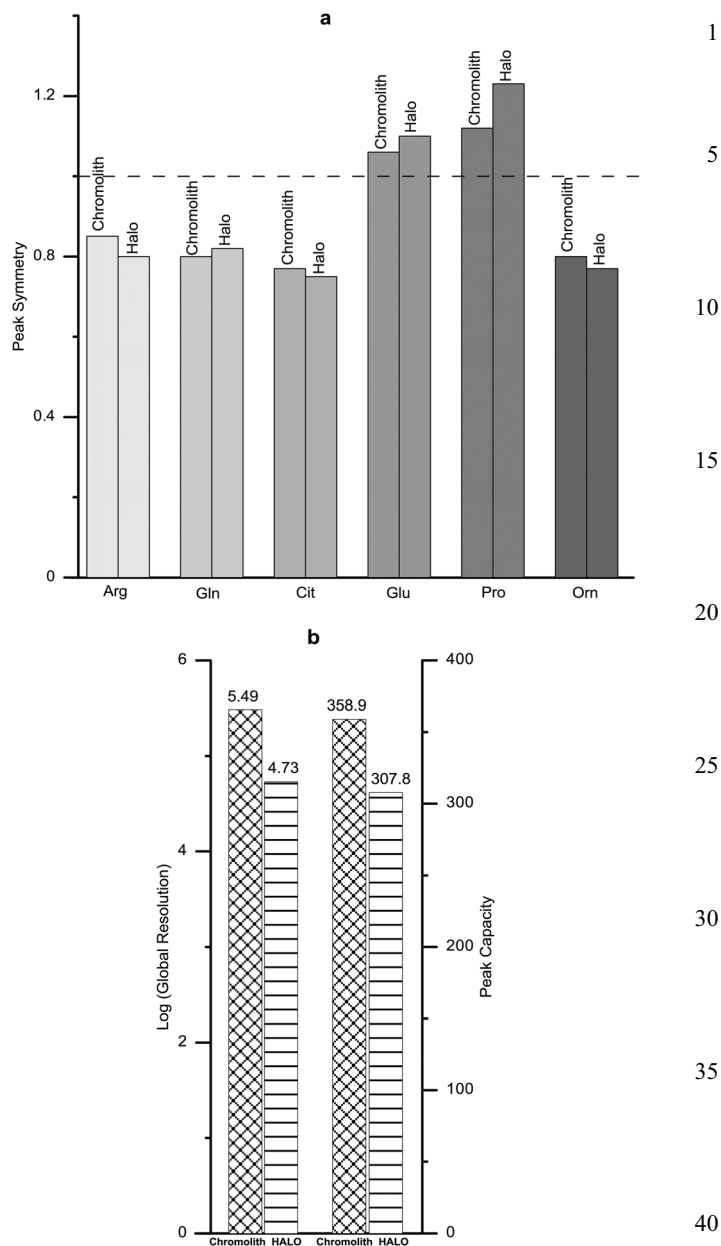 a
Peak Symmetry
1.2
0.8
0.4
0
Chromolith
Halo
Chromolith
Halo
Chromolith
Halo
Chromolith
Halo
Chromolith
Halo
Chromolith
Halo
Arg Gln Cit Glu Pro Orn
b
Log (Global Resolution)
6
4
2
0
5.49
4.73
358.9
307.8
Chromolith HALO Chromolith HALO
400
300
200
100
0
Peak Capacity
1
5
10
15
20
25
30
35
40